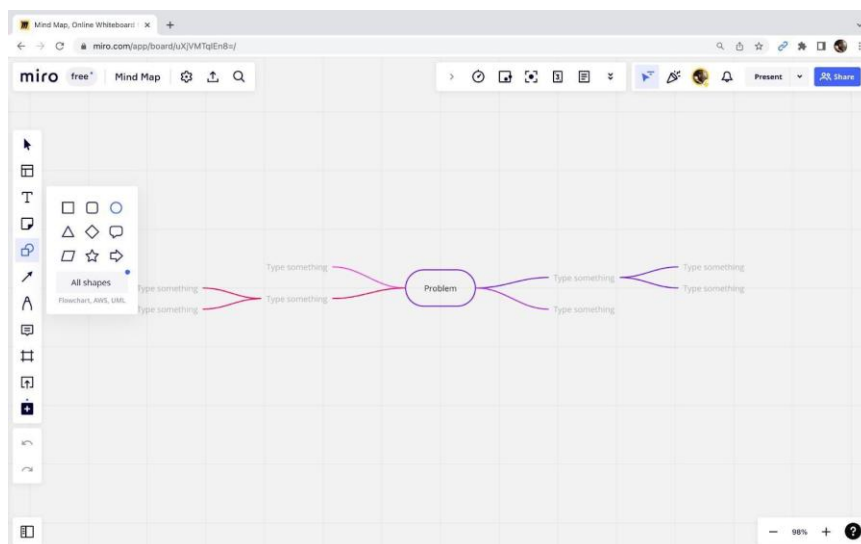 Mind Map, Online Whiteboard
miro.com/app/board/uXjVMTqlEn8=/
miro free Mind Map
3
Present
Share
T
All shapes
Flowchart, AWS, UML
Type something
Type something
Type something
Type something
Problem
Type something
Type something
Type something
Type something
98%
?